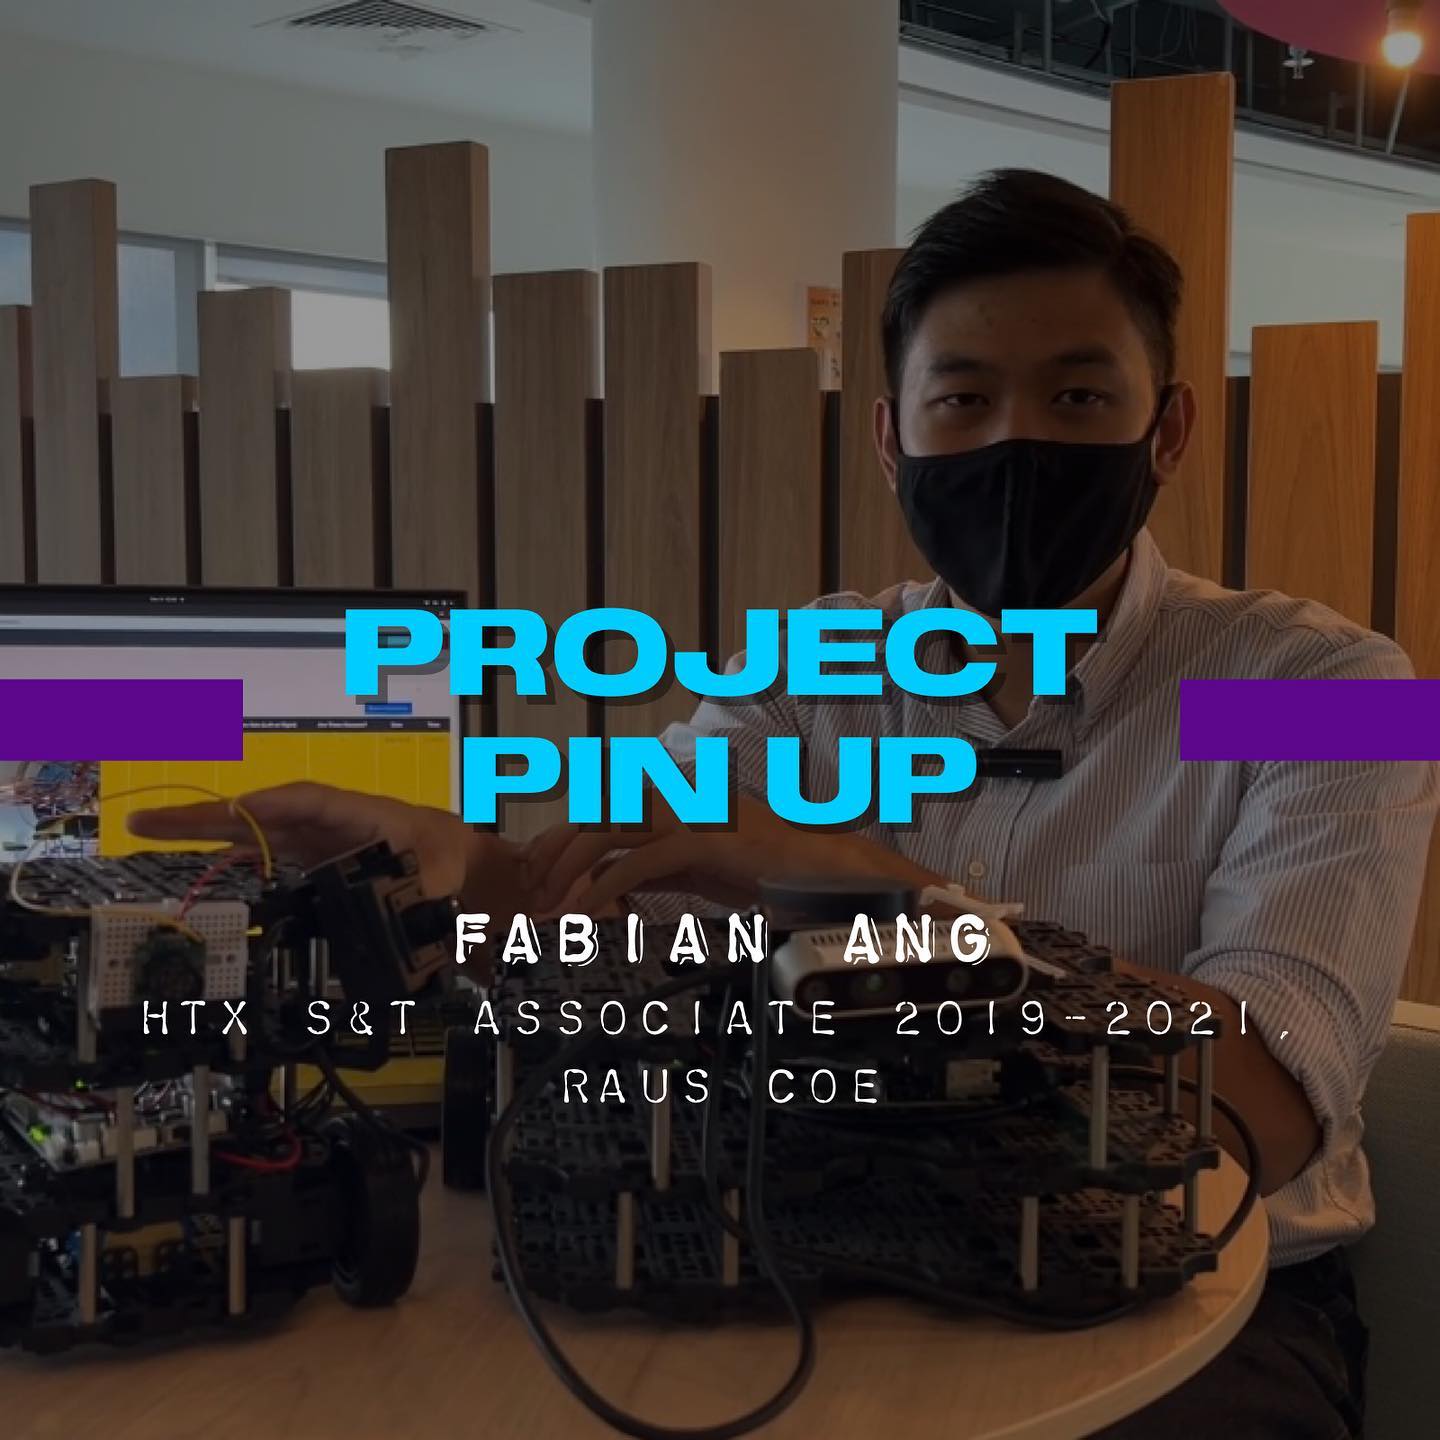 PROJECT
PIN UP
FABIAN ANG
HTX S&T ASSOCIATE 2019-2021,
RAUS COE